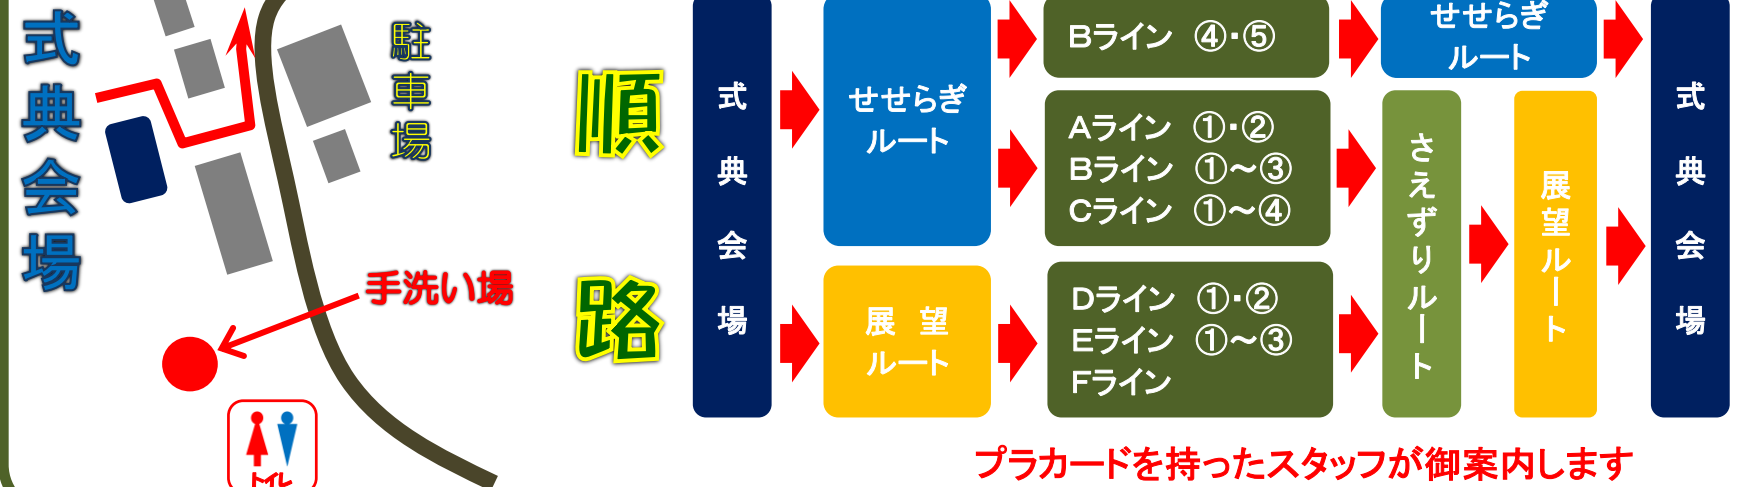 式典会場
駐車場
手洗い場
トイレ
順路
式典会場
せせらぎ
ルート
展 望
ルート
Bライン ④・⑤
Aライン ①・②
Bライン ①～③
Cライン ①～④
Dライン ①・②
Eライン ①～③
Fライン
せせらぎ
ルート
さえずりルート
展望ルート
式典会場
プラカードを持ったスタッフが御案内します